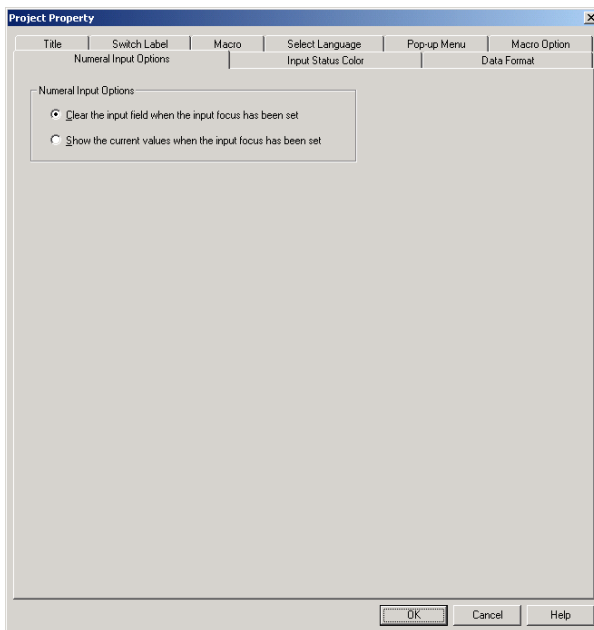 Project Property
Title Switch Label Macro Select Language Pop-up Menu Macro Option
Numeral Input Options Input Status Color Data Format
Numeral Input Options
Clear the input field when the input focus has been set
Show the current values when the input focus has been set
OK Cancel Help